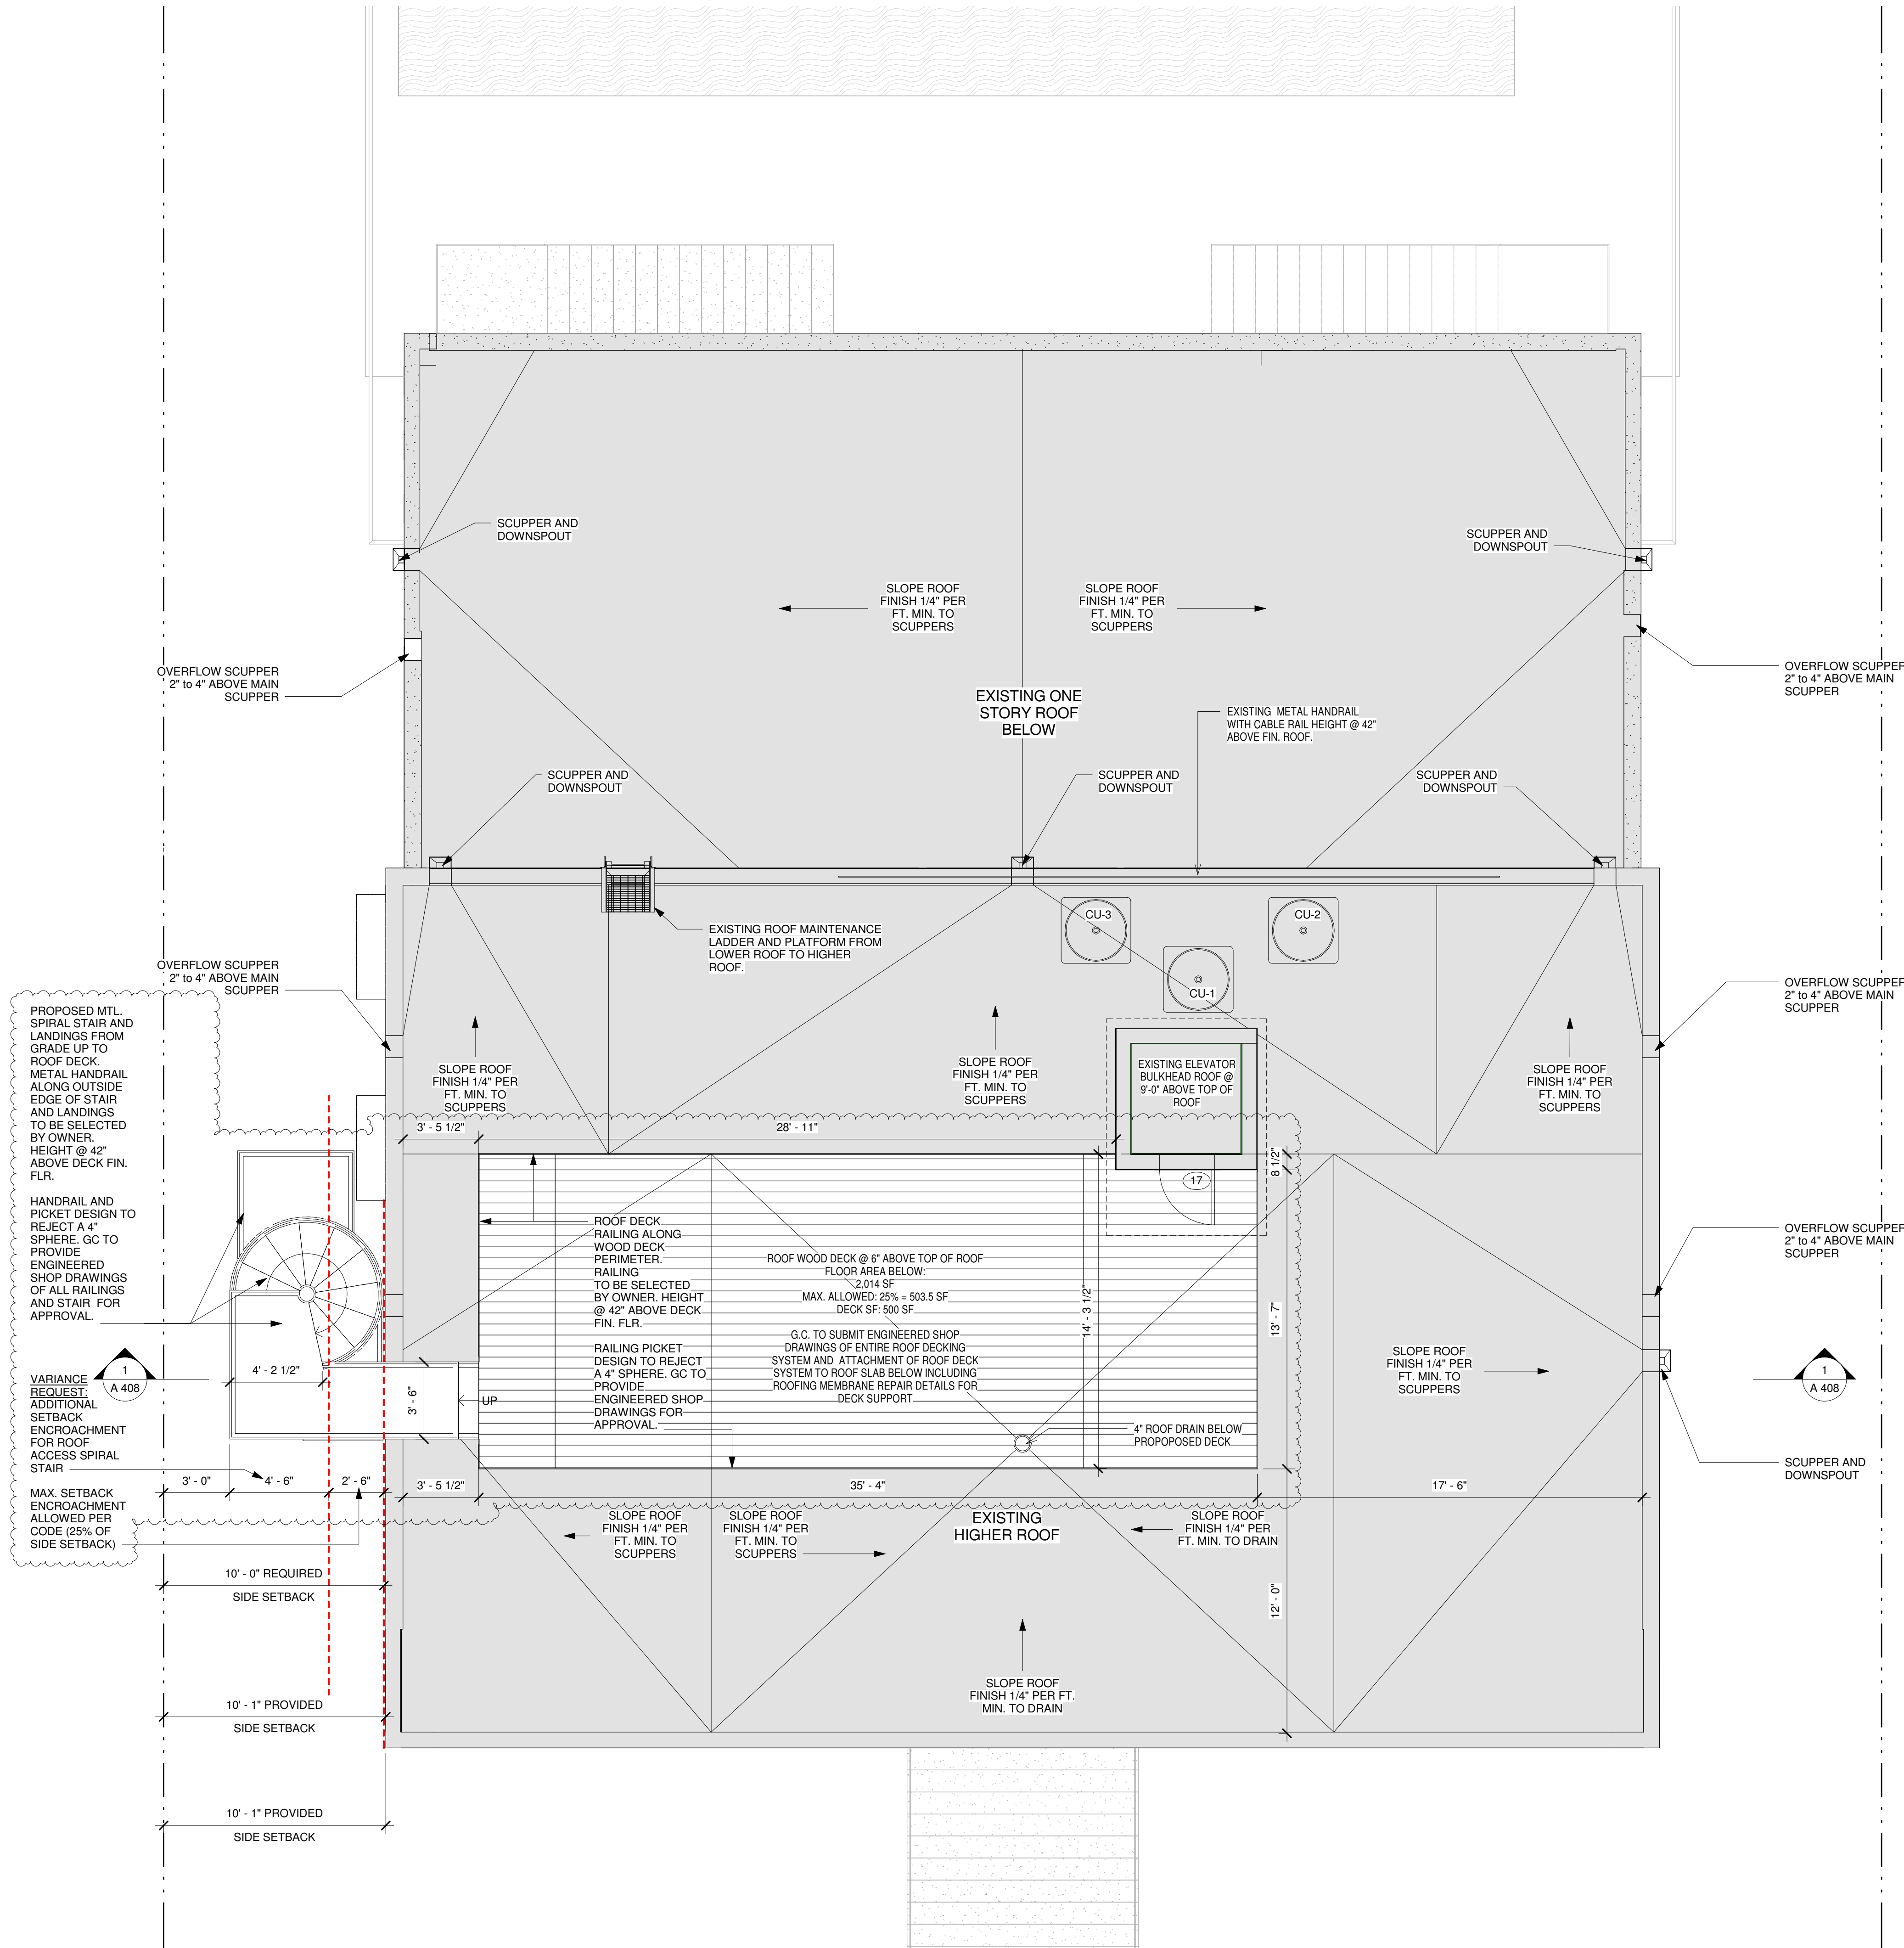 SCUPPER AND
DOWNSPOUT
SCUPPER AND
DOWNSPOUT
SLOPE ROOF
FINISH 1/4" PER
FT. MIN. TO
SCUPPERS
SLOPE ROOF
FINISH 1/4" PER
FT. MIN. TO
SCUPPERS
OVERFLOW SCUPPER
2" to 4" ABOVE MAIN
SCUPPER
OVERFLOW SCUPPER
2" to 4" ABOVE MAIN
SCUPPER
EXISTING ONE
STORY ROOF
BELOW
EXISTING METAL HANDRAIL
WITH CABLE RAIL HEIGHT @ 42"
ABOVE FIN. ROOF.
SCUPPER AND
DOWNSPOUT
SCUPPER AND
DOWNSPOUT
SCUPPER AND
DOWNSPOUT
CU-3
CU-2
CU-1
EXISTING ROOF MAINTENANCE
LADDER AND PLATFORM FROM
LOWER ROOF TO HIGHER
ROOF.
OVERFLOW SCUPPER
2" to 4" ABOVE MAIN
SCUPPER
OVERFLOW SCUPPER
2" to 4" ABOVE MAIN
SCUPPER
PROPOSED MTL.
SPIRAL STAIR AND
LANDINGS FROM
GRADE UP TO
ROOF DECK.
METAL HANDRAIL
ALONG OUTSIDE
EDGE OF STAIR
AND LANDINGS
TO BE SELECTED
BY OWNER.
HEIGHT @ 42"
ABOVE DECK FIN.
FLR.
HANDRAIL AND
PICKET DESIGN TO
REJECT A 4"
SPHERE. GC TO
PROVIDE
ENGINEERED
SHOP DRAWINGS
OF ALL RAILINGS
AND STAIR FOR
APPROVAL.
SLOPE ROOF
FINISH 1/4" PER
FT. MIN. TO
SCUPPERS
SLOPE ROOF
FINISH 1/4" PER
FT. MIN. TO
SCUPPERS
EXISTING ELEVATOR
BULKHEAD ROOF @
9'-0" ABOVE TOP OF
ROOF
SLOPE ROOF
FINISH 1/4" PER
FT. MIN. TO
SCUPPERS
3' - 5 1/2"
28' - 11"
8 1/2"
17
ROOF DECK
RAILING ALONG
WOOD DECK
PERIMETER.
RAILING
TO BE SELECTED
BY OWNER. HEIGHT
@ 42" ABOVE DECK
FIN. FLR.
RAILING PICKET
DESIGN TO REJECT
A 4" SPHERE. GC TO
PROVIDE
ENGINEERED SHOP
DRAWINGS FOR
APPROVAL.
ROOF WOOD DECK @ 6" ABOVE TOP OF ROOF
FLOOR AREA BELOW:
2,014 SF
MAX. ALLOWED: 25% = 503.5 SF
DECK SF: 500 SF
G.C. TO SUBMIT ENGINEERED SHOP
DRAWINGS OF ENTIRE ROOF DECKING
SYSTEM AND ATTACHMENT OF ROOF DECK
SYSTEM TO ROOF SLAB BELOW INCLUDING
ROOFING MEMBRANE REPAIR DETAILS FOR
DECK SUPPORT
14' - 3 1/2"
13' - 7"
OVERFLOW SCUPPER
2" to 4" ABOVE MAIN
SCUPPER
SLOPE ROOF
FINISH 1/4" PER
FT. MIN. TO
SCUPPERS
1
A 408
1
A 408
4' - 2 1/2"
3' - 6"
UP
4" ROOF DRAIN BELOW
PROPOPOSED DECK
VARIANCE
REQUEST:
ADDITIONAL
SETBACK
ENCROACHMENT
FOR ROOF
ACCESS SPIRAL
STAIR
MAX. SETBACK
ENCROACHMENT
ALLOWED PER
CODE (25% OF
SIDE SETBACK)
SCUPPER AND
DOWNSPOUT
3' - 0"
4' - 6"
2' - 6"
3' - 5 1/2"
35' - 4"
17' - 6"
SLOPE ROOF
FINISH 1/4" PER
FT. MIN. TO
SCUPPERS
SLOPE ROOF
FINISH 1/4" PER
FT. MIN. TO
SCUPPERS
EXISTING
HIGHER ROOF
SLOPE ROOF
FINISH 1/4" PER
FT. MIN. TO DRAIN
10' - 0" REQUIRED
SIDE SETBACK
12' - 0"
SLOPE ROOF
FINISH 1/4" PER FT.
MIN. TO DRAIN
10' - 1" PROVIDED
SIDE SETBACK
10' - 1" PROVIDED
SIDE SETBACK